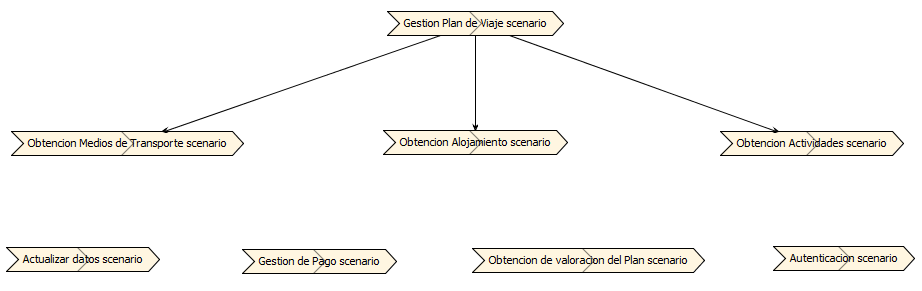 Gestion Plan de Viaje scenario
Obtencion Medios de Transporte scenario
Obtencion Alojamiento scenario
Obtencion Actividades scenario
Actualizar datos scenario
Gestion de Pago scenario
Obtencion de valoracion del Plan scenario
Autenticacion scenario